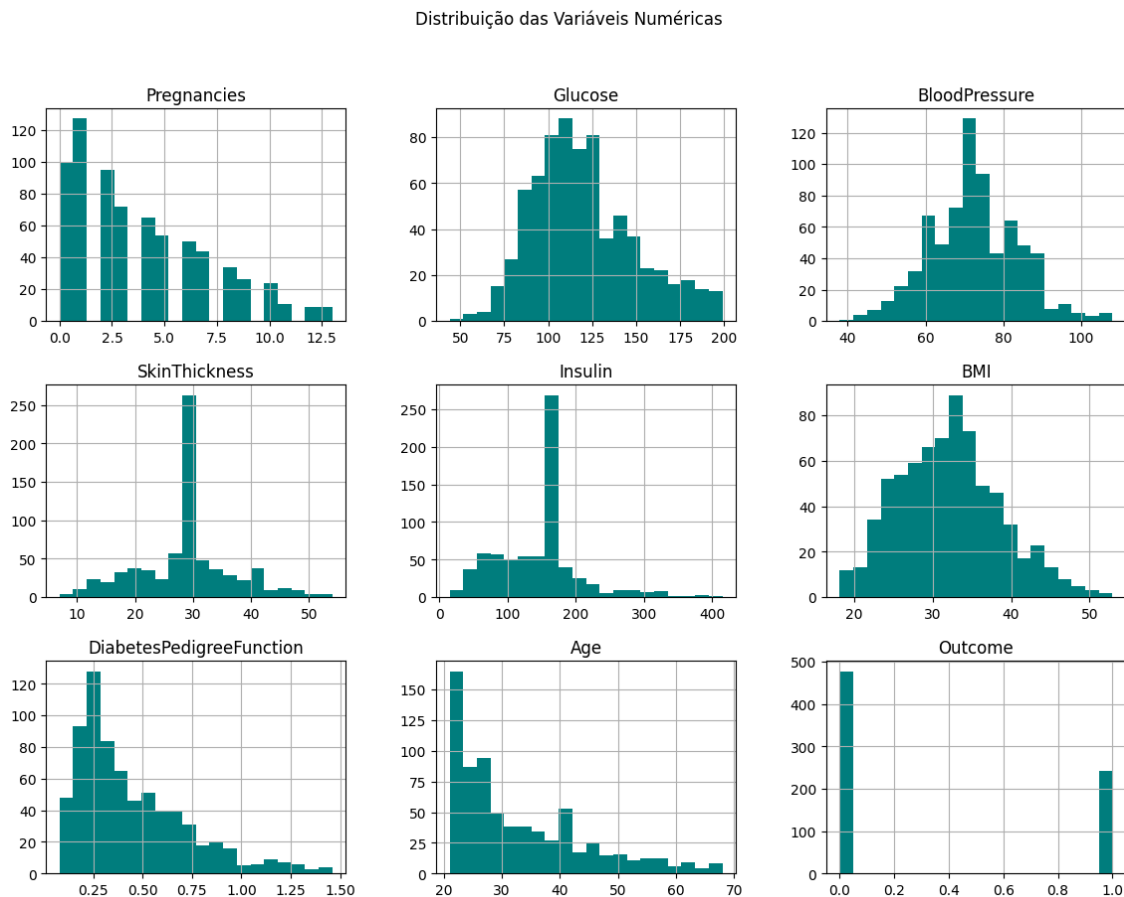 Distribuição das Variáveis Numéricas
Pregnancies
120
100
80
60
40
20
0
0.0 2.5 5.0 7.5 10.0 12.5
Glucose
80
60
40
20
0
50 75 100 125 150 175 200
BloodPressure
120
100
80
60
40
20
0
40 60 80 100
SkinThickness
250
200
150
100
50
0
10 20 30 40 50
Insulin
250
200
150
100
50
0
0 100 200 300 400
BMI
80
60
40
20
0
20 30 40 50
DiabetesPedigreeFunction
120
100
80
60
40
20
0
0.25 0.50 0.75 1.00 1.25 1.50
Age
150
125
100
75
50
25
0
20 30 40 50 60 70
Outcome
500
400
300
200
100
0
0.0 0.2 0.4 0.6 0.8 1.0